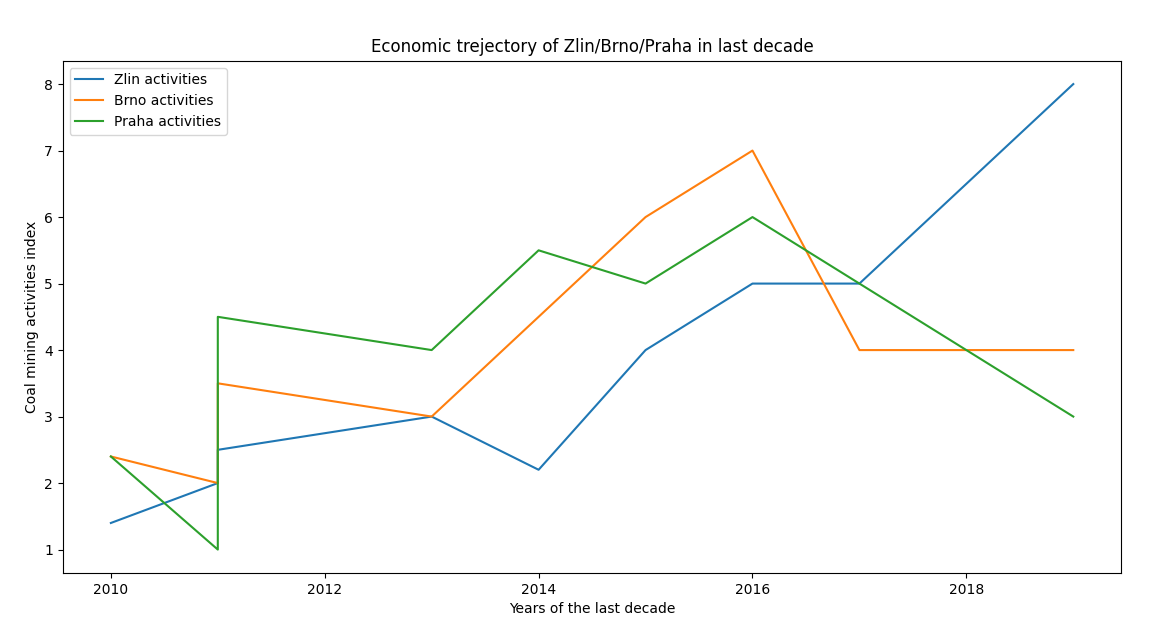 Economic trejectory of Zlin/Brno/Praha in last decade
Zlin activities
Brno activities
Praha activities
Coal mining activities index
8
7
6
5
4
3
2
1
2010
2012
2014
2016
2018
Years of the last decade